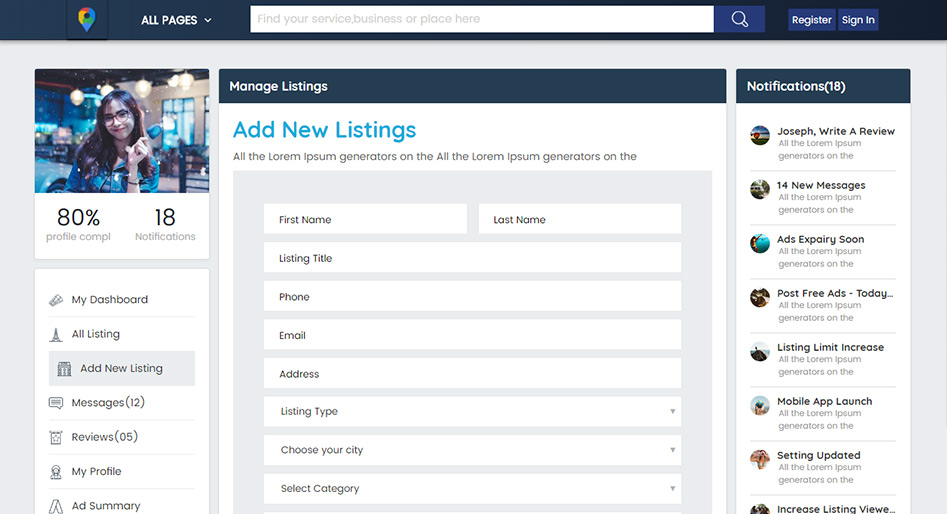 ALL PAGES
Find your service,business or place here
Register
Sign In
80%
profile compl
18
Notifications
My Dashboard
All Listing
Add New Listing
Messages(12)
Reviews(05)
My Profile
Ad Summary
Manage Listings
Add New Listings
All the Lorem Ipsum generators on the All the Lorem Ipsum generators on the
First Name
Last Name
Listing Title
Phone
Email
Address
Listing Type
Choose your city
Select Category
Notifications(18)
Joseph, Write A Review
All the Lorem Ipsum
generators on the
14 New Messages
All the Lorem Ipsum
generators on the
Ads Expairy Soon
All the Lorem Ipsum
generators on the
Post Free Ads - Today...
All the Lorem Ipsum
generators on the
Listing Limit Increase
All the Lorem Ipsum
generators on the
Mobile App Launch
All the Lorem Ipsum
generators on the
Setting Updated
All the Lorem Ipsum
generators on the
Increase Listing Viewe...